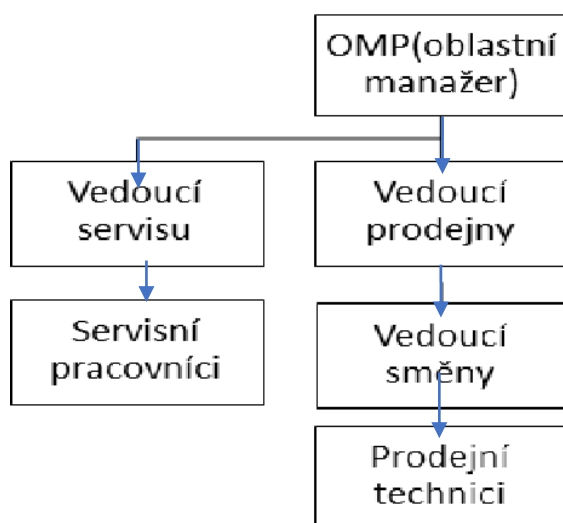 OMP(oblastní
manažer)
Vedoucí
servisu
Vedoucí
prodejny
Servisní
pracovníci
Vedoucí
směny
Prodejní
technici